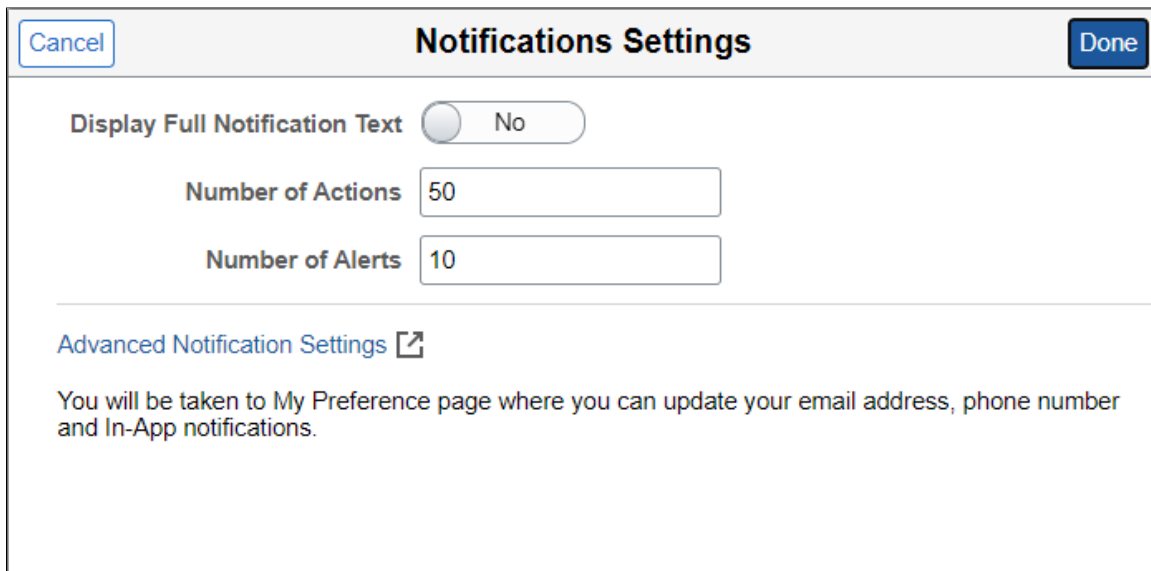 Cancel Notifications Settings Done
Display Full Notification Text No
Number of Actions 50
Number of Alerts 10
Advanced Notification Settings
You will be taken to My Preference page where you can update your email address, phone number
and In-App notifications.